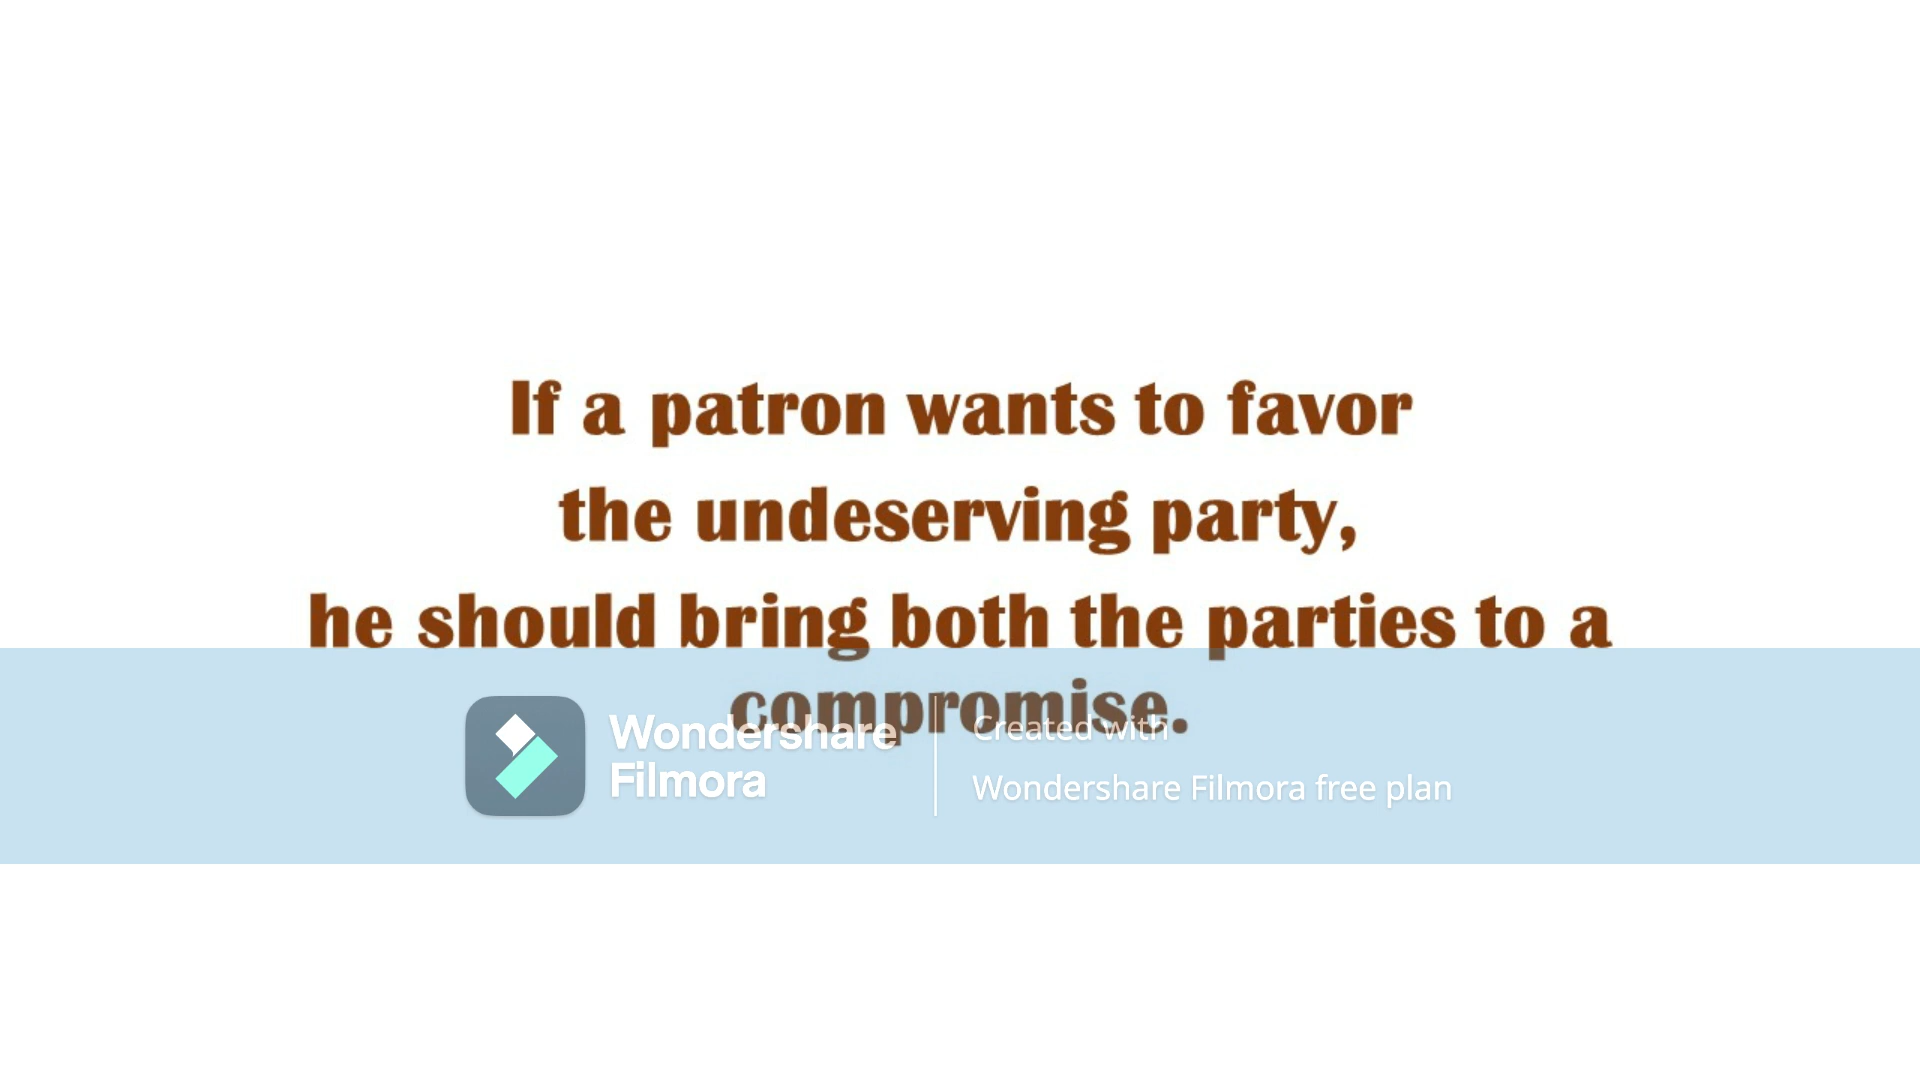 If a patron wants to favor
the undeserving party,
he should bring both the parties to a
compromise.
Wondershare
Filmora
Created with
Wondershare Filmora free plan